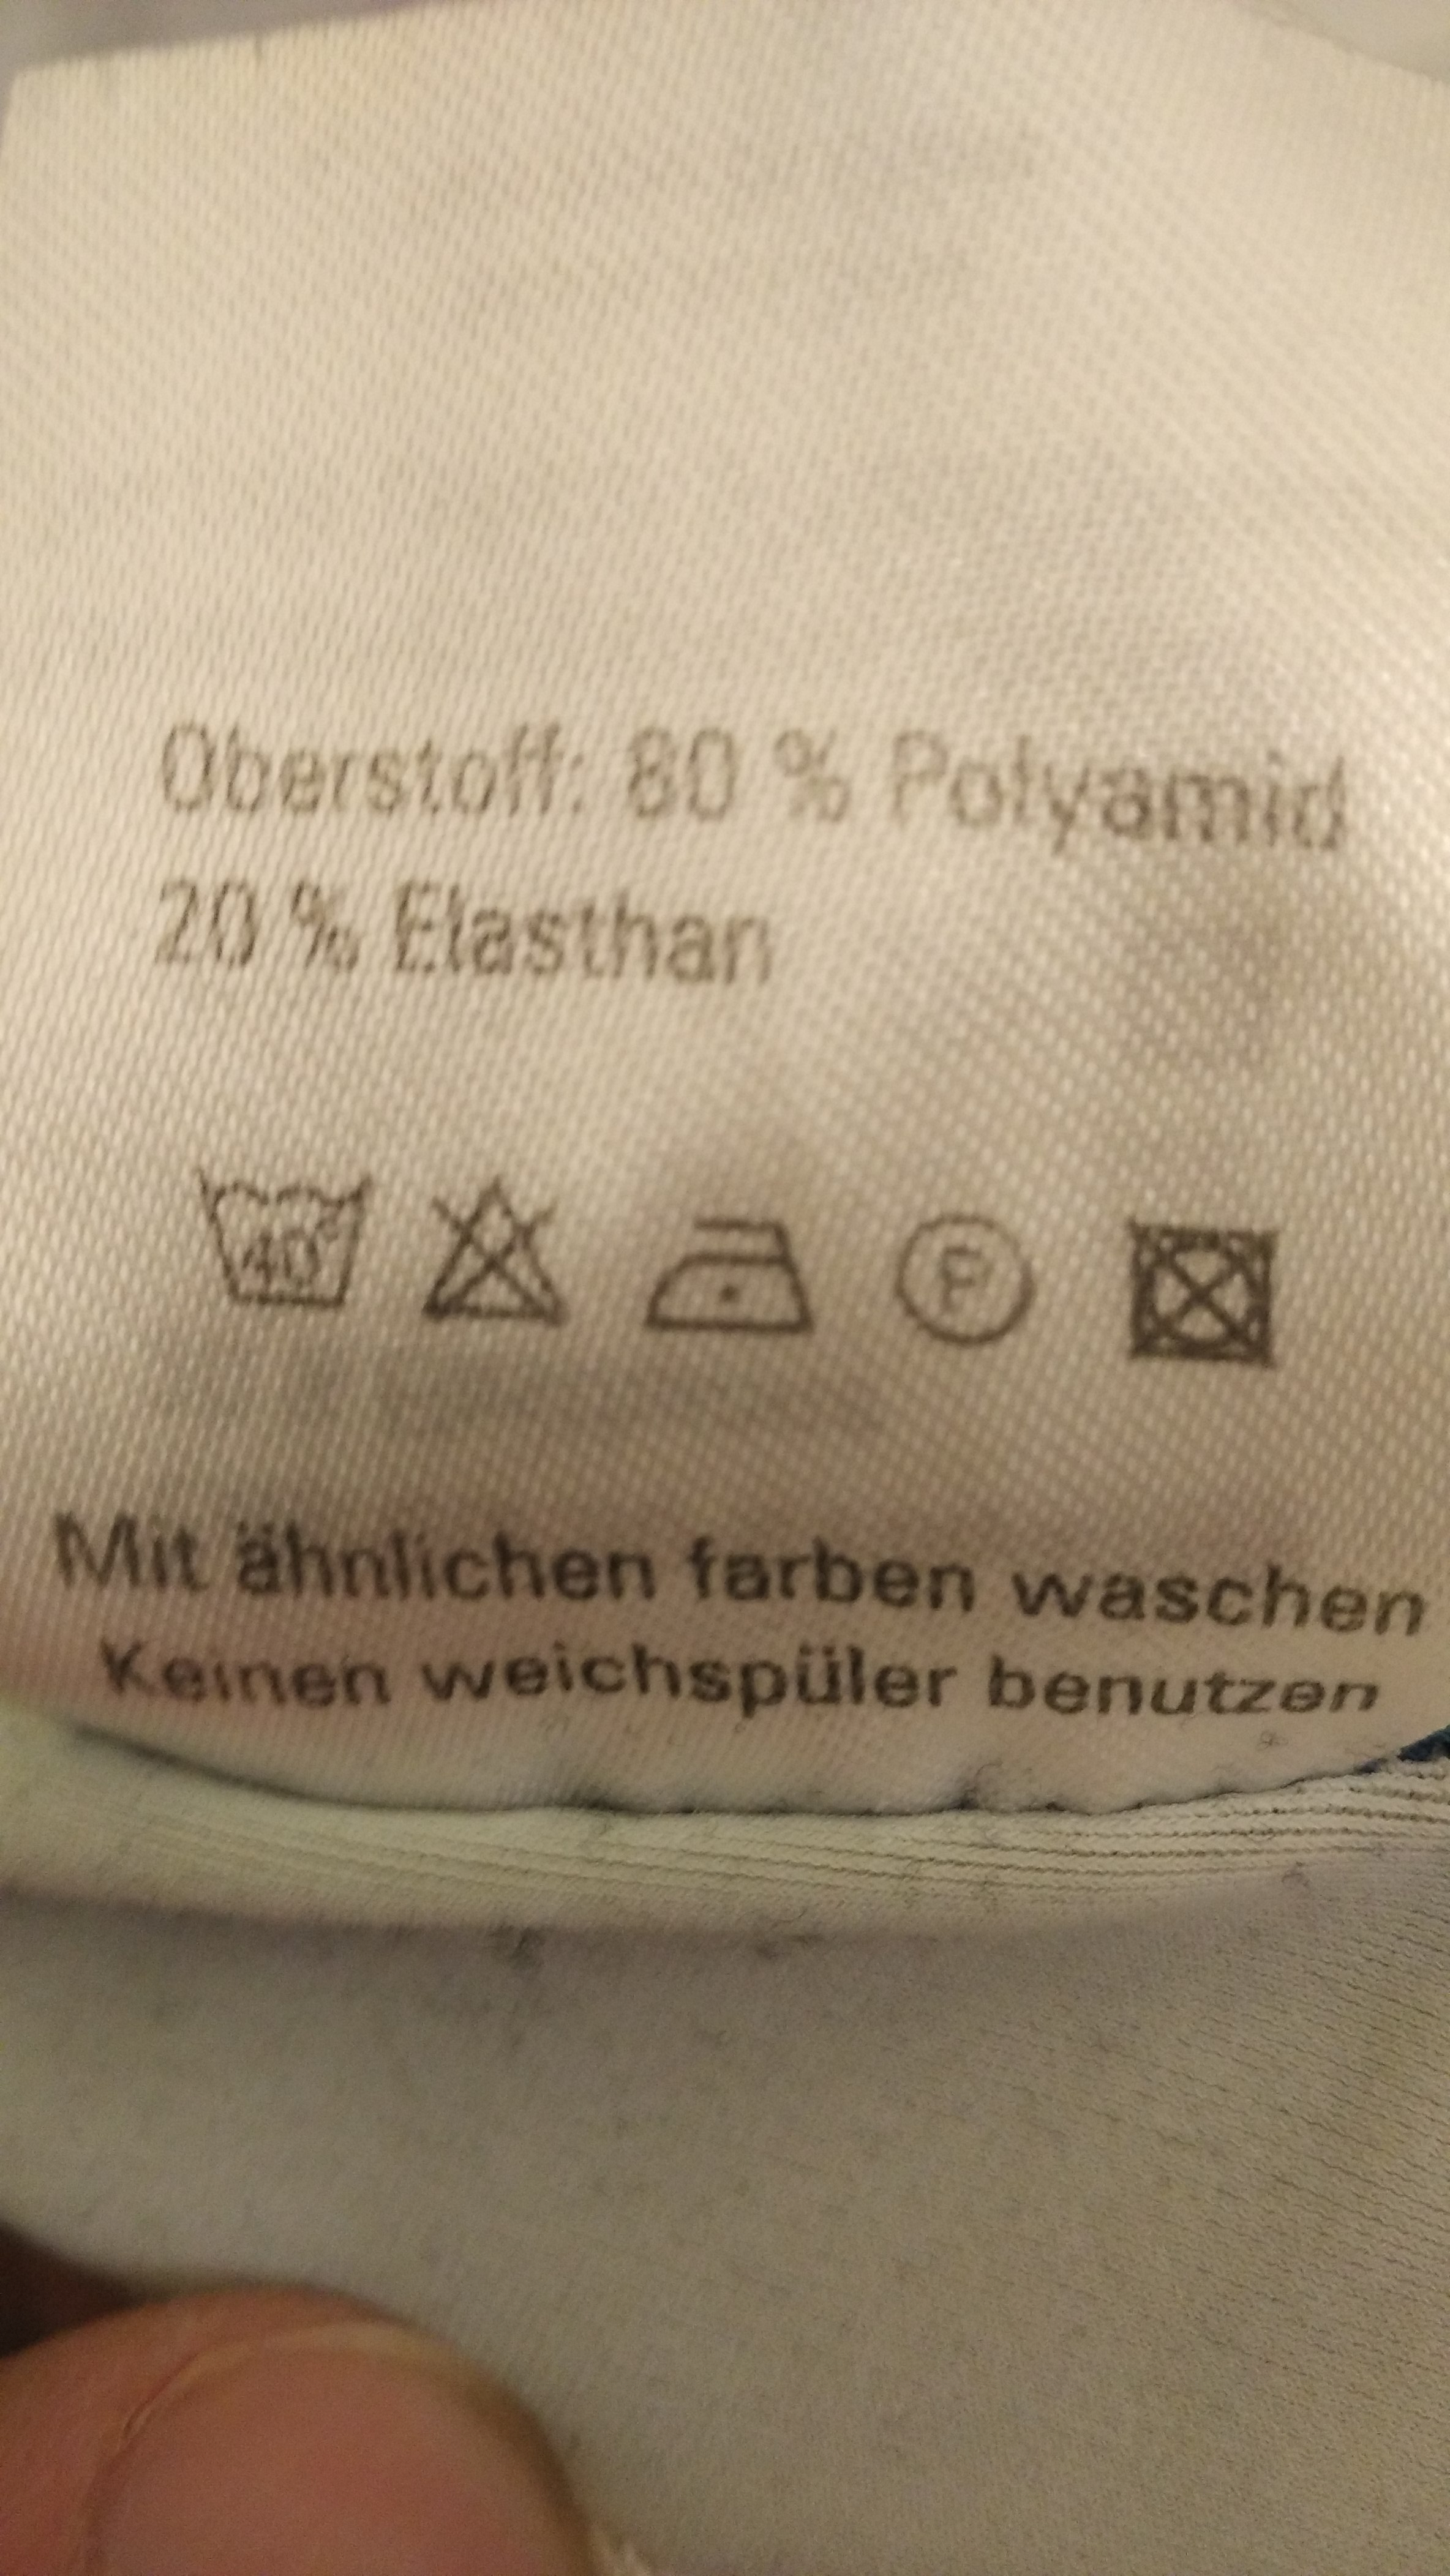 Oberstoff: 80 % Polyamid
20 % Elasthan
40° P
Mit ähnlichen farben waschen
Keinen weichspüler benutzen